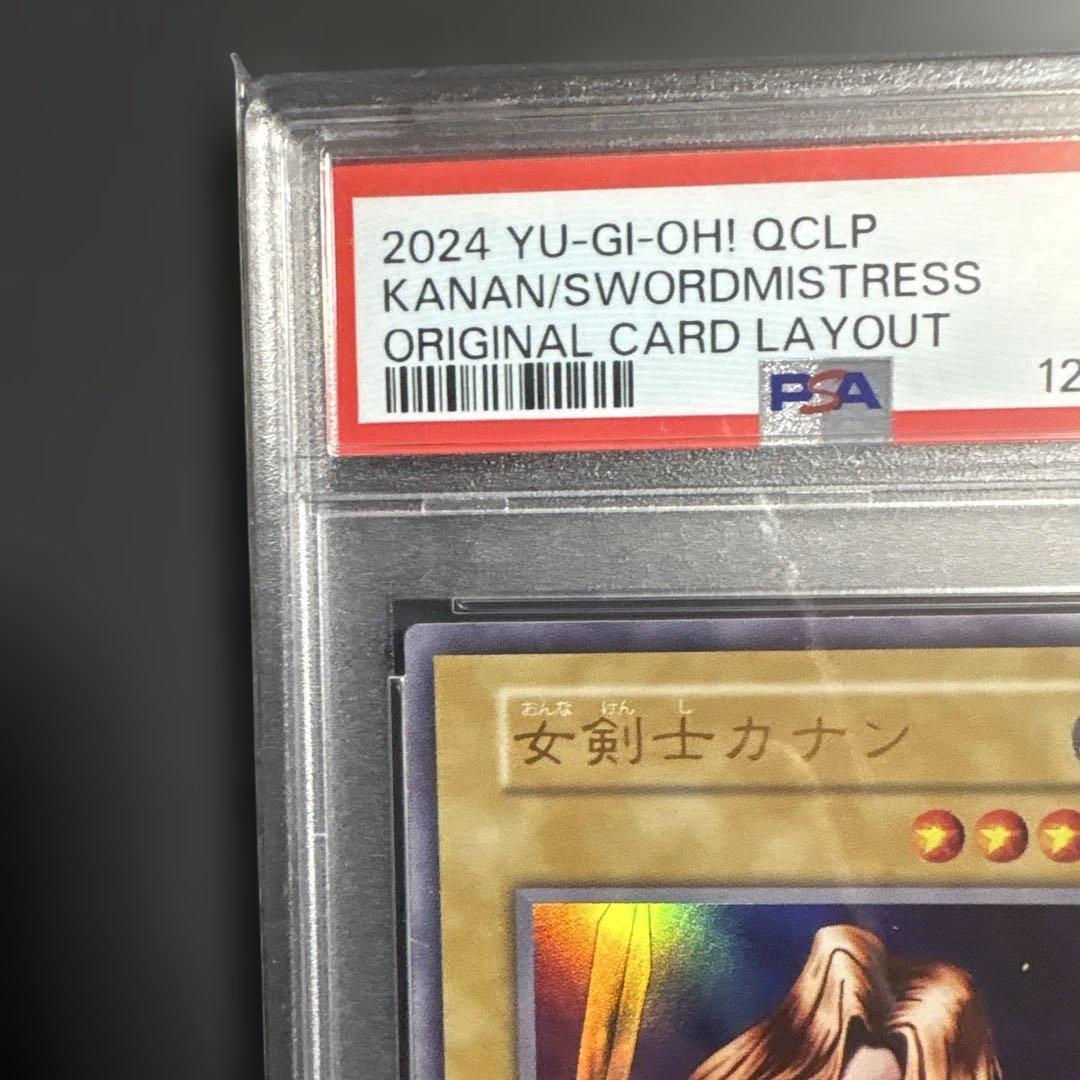 2024 YU-GI-OH! QCLP
KANAN/SWORDMISTRESS
ORIGINAL CARD LAYOUT
PSA
12
おんな けん し
女剣士カナン